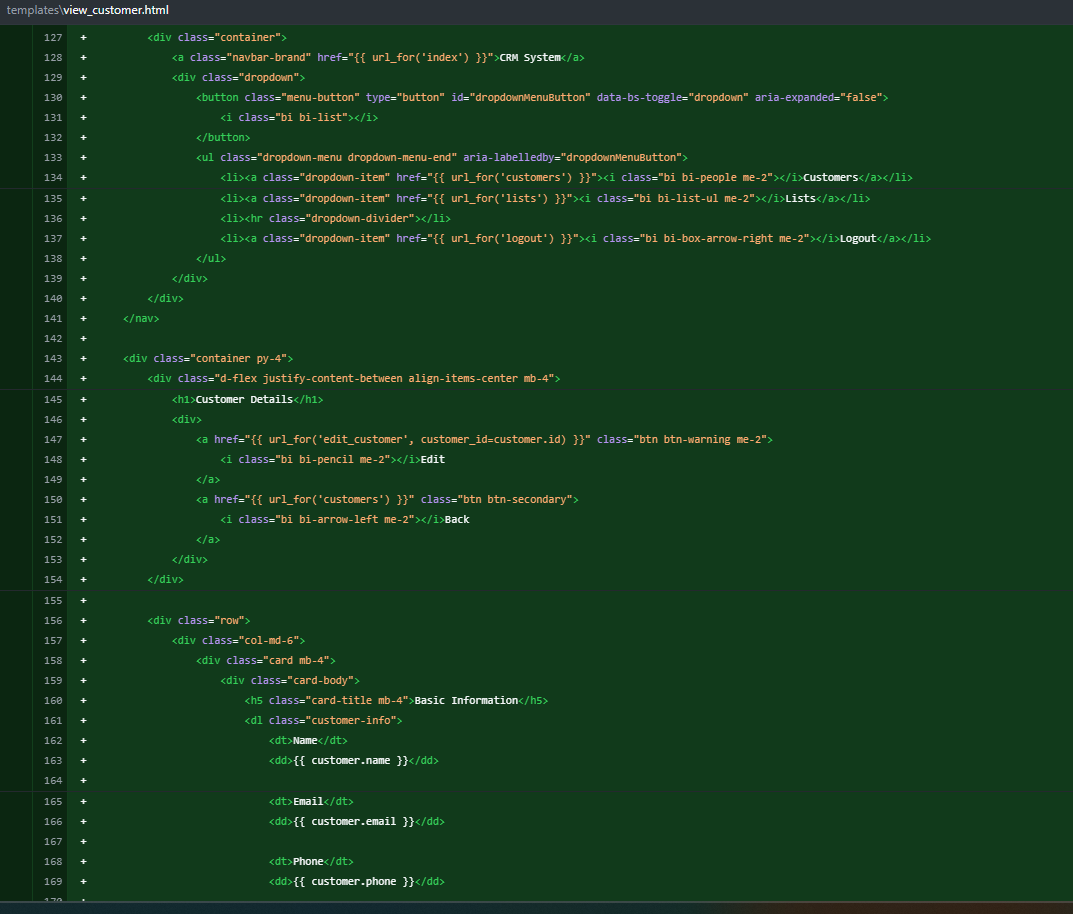 templates\view_customer.html
127 + <div class="container">
128 + <a class="navbar-brand" href="{{ url_for('index') }}">CRM System</a>
129 + <div class="dropdown">
130 + <button class="menu-button" type="button" id="dropdownMenuButton" data-bs-toggle="dropdown" aria-expanded="false">
131 + <i class="bi bi-list"></i>
132 + </button>
133 + <ul class="dropdown-menu dropdown-menu-end" aria-labelledby="dropdownMenuButton">
134 + <li><a class="dropdown-item" href="{{ url_for('customers') }}"><i class="bi bi-people me-2"></i>Customers</a></li>
135 + <li><a class="dropdown-item" href="{{ url_for('lists') }}"><i class="bi bi-list-ul me-2"></i>Lists</a></li>
136 + <li><hr class="dropdown-divider"></li>
137 + <li><a class="dropdown-item" href="{{ url_for('logout') }}"><i class="bi bi-box-arrow-right me-2"></i>Logout</a></li>
138 + </ul>
139 + </div>
140 + </div>
141 + </nav>
142 +
143 + <div class="container py-4">
144 + <div class="d-flex justify-content-between align-items-center mb-4">
145 + <h1>Customer Details</h1>
146 + <div>
147 + <a href="{{ url_for('edit_customer', customer_id=customer.id) }}" class="btn btn-warning me-2">
148 + <i class="bi bi-pencil me-2"></i>Edit
149 + </a>
150 + <a href="{{ url_for('customers') }}" class="btn btn-secondary">
151 + <i class="bi bi-arrow-left me-2"></i>Back
152 + </a>
153 + </div>
154 + </div>
155 +
156 + <div class="row">
157 + <div class="col-md-6">
158 + <div class="card mb-4">
159 + <div class="card-body">
160 + <h5 class="card-title mb-4">Basic Information</h5>
161 + <dl class="customer-info">
162 + <dt>Name</dt>
163 + <dd>{{ customer.name }}</dd>
164 +
165 + <dt>Email</dt>
166 + <dd>{{ customer.email }}</dd>
167 +
168 + <dt>Phone</dt>
169 + <dd>{{ customer.phone }}</dd>